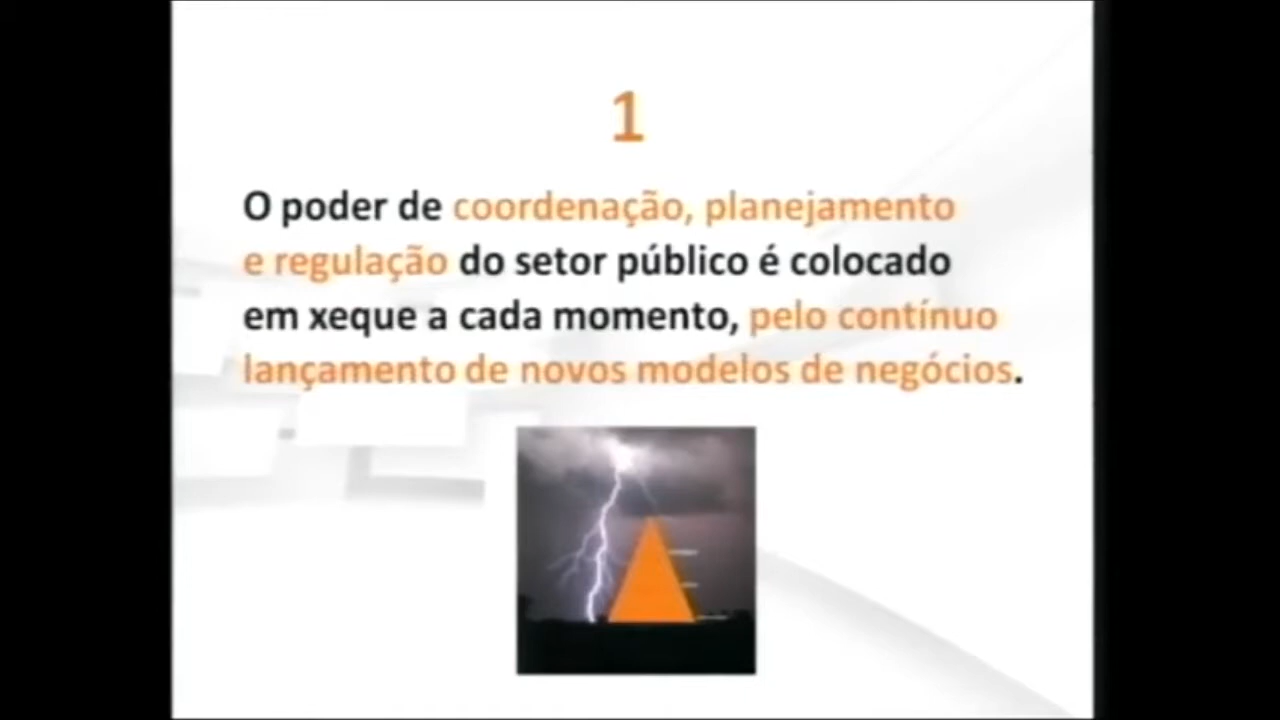 1
O poder de coordenação, planejamento
e regulação do setor público é colocado
em xeque a cada momento, pelo contínuo
lançamento de novos modelos de negócios.